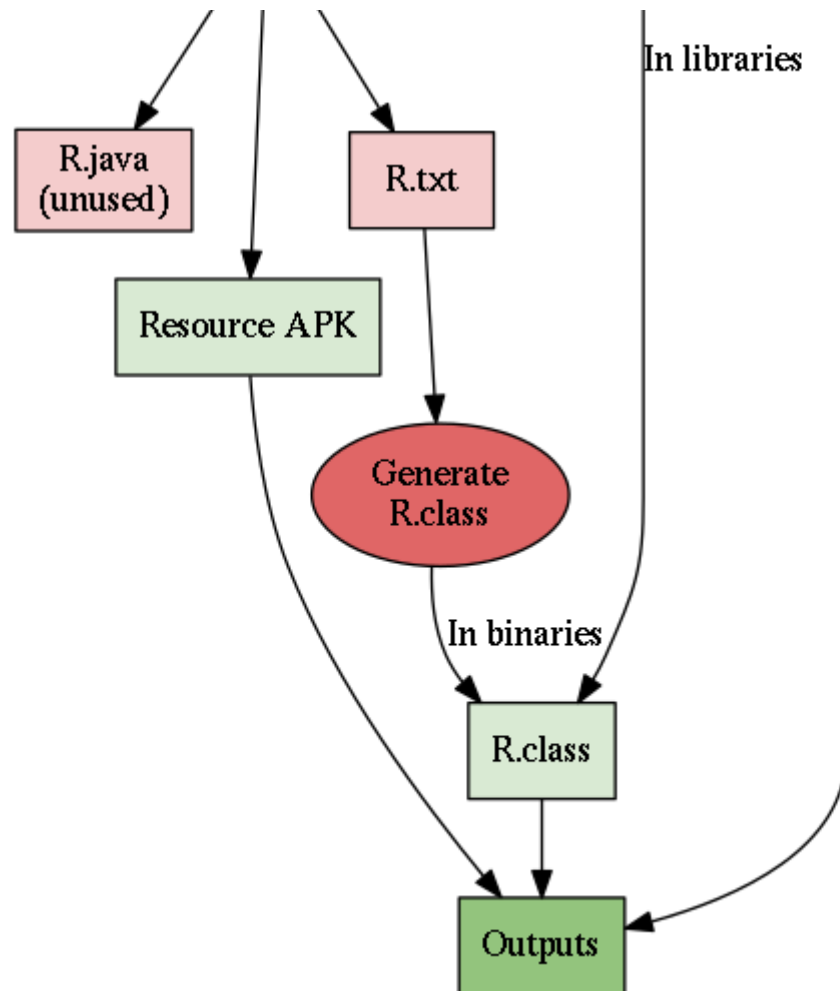 In libraries
R.java
(unused)
R.txt
Resource APK
Generate
R.class
In binaries
R.class
Outputs